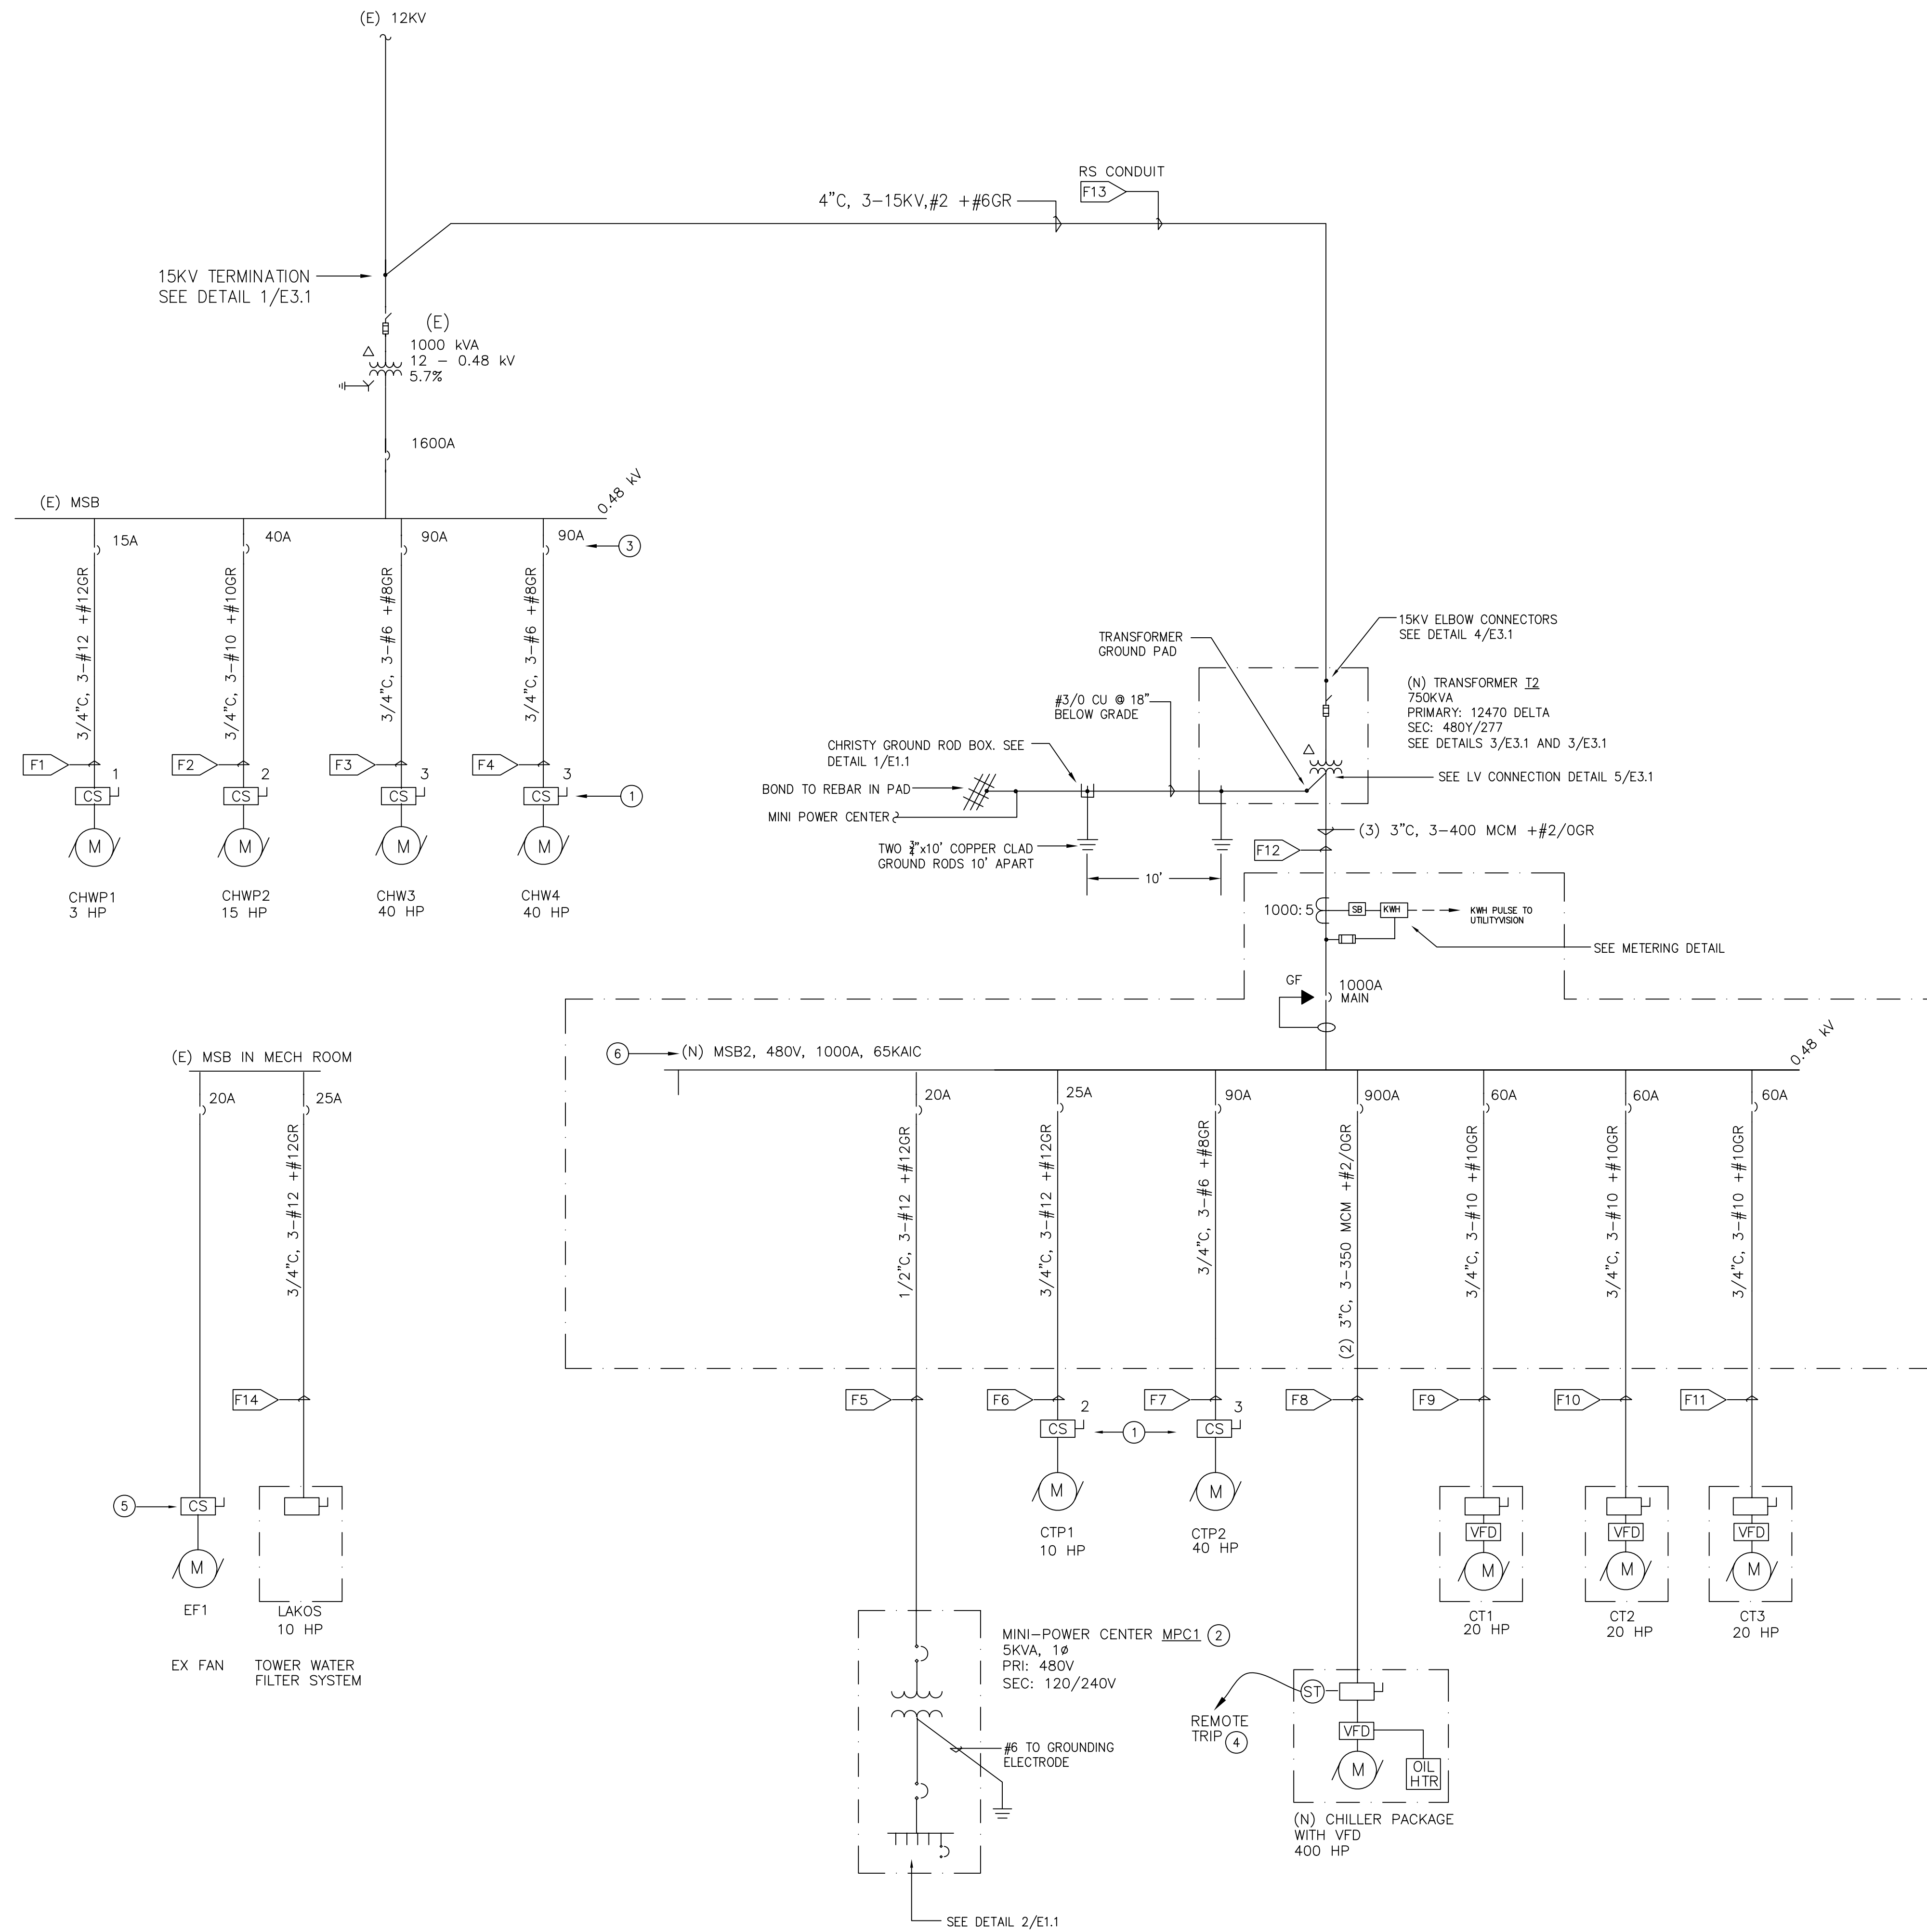 (E) 12KV
RS CONDUIT
F13
4"C, 3-15KV,#2 +#6GR
15KV TERMINATION
SEE DETAIL 1/E3.1
(E)
1000 kVA
12 - 0.48 kV
5.7%
1600A
(E) MSB
0.48 kV
15A
40A
90A
90A
3
3/4"C, 3-#12 +#12GR
3/4"C, 3-#10 +#10GR
3/4"C, 3-#6 +#8GR
3/4"C, 3-#6 +#8GR
F1
F2
F3
F4
1
2
3
3
CS
CS
CS
CS
1
M
M
M
M
CHWP1
3 HP
CHWP2
15 HP
CHW3
40 HP
CHW4
40 HP
15KV ELBOW CONNECTORS
SEE DETAIL 4/E3.1
TRANSFORMER
GROUND PAD
(N) TRANSFORMER T2
750KVA
PRIMARY: 12470 DELTA
SEC: 480Y/277
SEE DETAILS 3/E3.1 AND 3/E3.1
#3/0 CU @ 18"
BELOW GRADE
CHRISTY GROUND ROD BOX. SEE
DETAIL 1/E1.1
SEE LV CONNECTION DETAIL 5/E3.1
BOND TO REBAR IN PAD
MINI POWER CENTER
(3) 3"C, 3-400 MCM +#2/0GR
TWO 3/4"x10' COPPER CLAD
GROUND RODS 10' APART
F12
10'
1000:5
SB
KWH
KWH PULSE TO
UTILITYVISION
SEE METERING DETAIL
GF
1000A
MAIN
(E) MSB IN MECH ROOM
20A
25A
3/4"C, 3-#12 +#12GR
F14
5
CS
M
EF1
LAKOS
10 HP
EX FAN
TOWER WATER
FILTER SYSTEM
6
(N) MSB2, 480V, 1000A, 65KAIC
0.48 kV
20A
25A
90A
900A
60A
60A
60A
1/2"C, 3-#12 +#12GR
3/4"C, 3-#12 +#12GR
3/4"C, 3-#6 +#8GR
(2) 3"C, 3-350 MCM +#2/0GR
3/4"C, 3-#10 +#10GR
3/4"C, 3-#10 +#10GR
3/4"C, 3-#10 +#10GR
F5
F6
F7
F8
F9
F10
F11
2
3
CS
1
CS
M
M
CTP1
10 HP
CTP2
40 HP
VFD
VFD
VFD
M
M
M
CT1
20 HP
CT2
20 HP
CT3
20 HP
MINI-POWER CENTER MPC1 2
5KVA, 1ø
PRI: 480V
SEC: 120/240V
#6 TO GROUNDING
ELECTRODE
SEE DETAIL 2/E1.1
ST
REMOTE
TRIP 4
VFD
M
OIL
HTR
(N) CHILLER PACKAGE
WITH VFD
400 HP